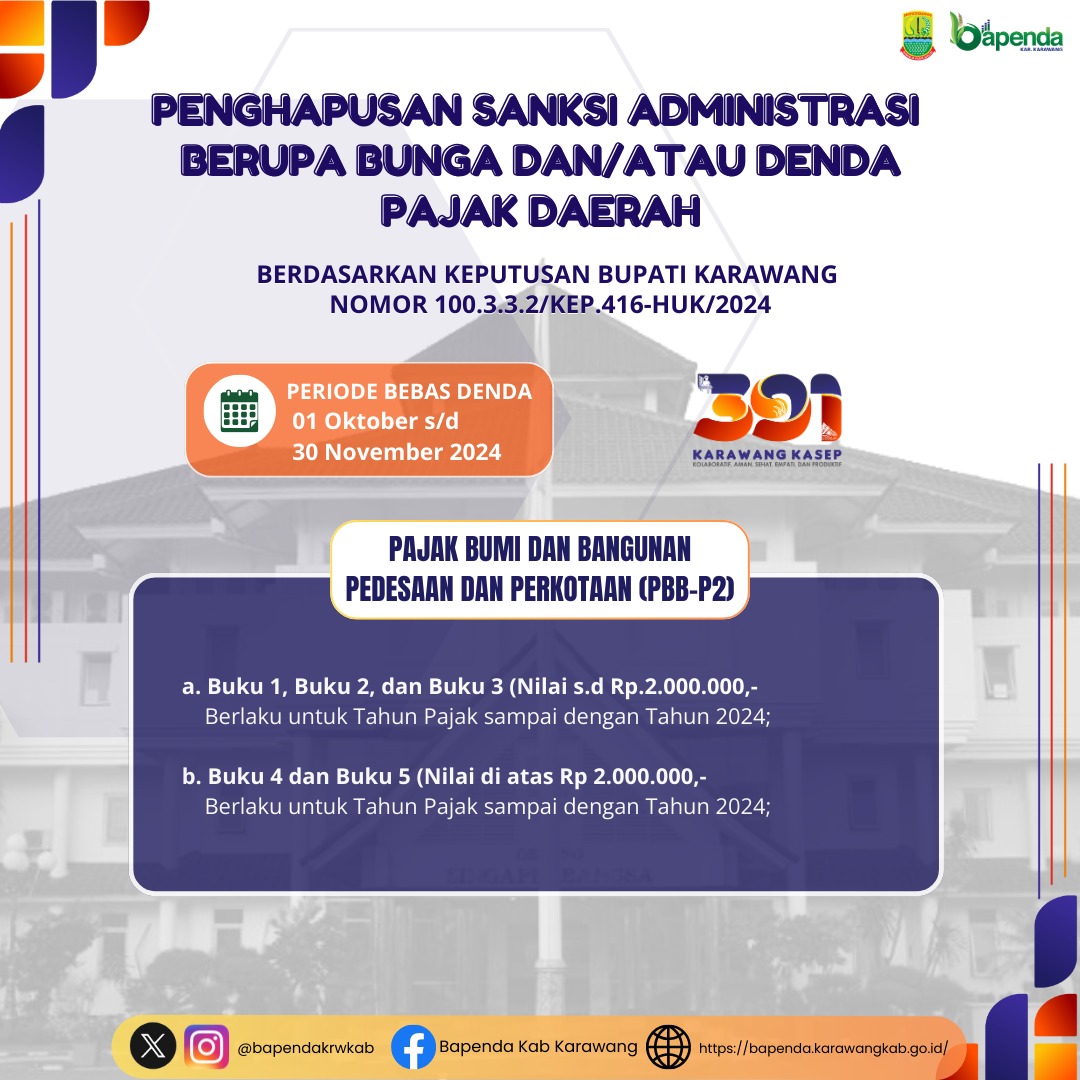 bapenda
KAB. KARAWANG
PENGHAPUSAN SANKSI ADMINISTRASI
BERUPA BUNGA DAN/ATAU DENDA
PAJAK DAERAH
BERDASARKAN KEPUTUSAN BUPATI KARAWANG
NOMOR 100.3.3.2/KEP.416-HUK/2024
PERIODE BEBAS DENDA
01 Oktober s/d
30 November 2024
391
KARAWANG KASEP
KOLABORATIF, AMAN, SEHAT, EMPATI, DAN PRODUKTIF
PAJAK BUMI DAN BANGUNAN
PEDESAAN DAN PERKOTAAN (PBB-P2)
a. Buku 1, Buku 2, dan Buku 3 (Nilai s.d Rp.2.000.000,-
Berlaku untuk Tahun Pajak sampai dengan Tahun 2024;
b. Buku 4 dan Buku 5 (Nilai di atas Rp 2.000.000,-
Berlaku untuk Tahun Pajak sampai dengan Tahun 2024;
@bapendakrwkab Bapenda Kab Karawang https://bapenda.karawangkab.go.id/